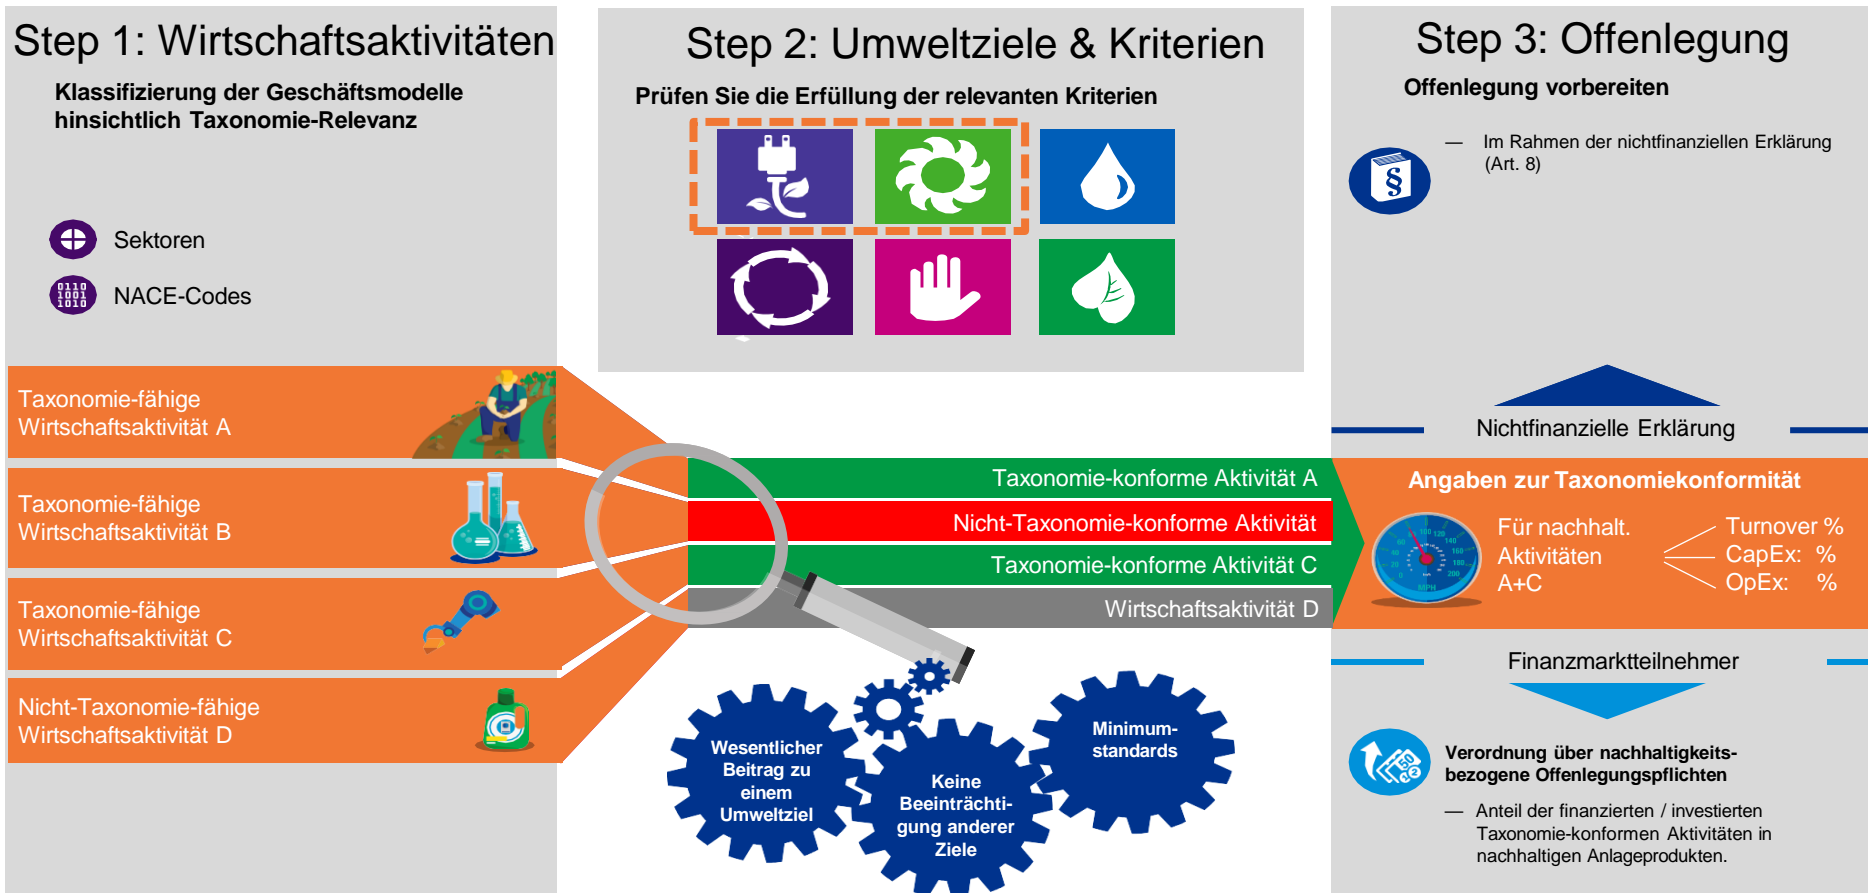 Step 1: Wirtschaftsaktivitäten
Klassifizierung der Geschäftsmodelle
hinsichtlich Taxonomie-Relevanz
Sektoren
0110
1001
1010
NACE-Codes
Taxonomie-fähige
Wirtschaftsaktivität A
Taxonomie-fähige
Wirtschaftsaktivität B
Taxonomie-fähige
Wirtschaftsaktivität C
Nicht-Taxonomie-fähige
Wirtschaftsaktivität D
Step 2: Umweltziele & Kriterien
Prüfen Sie die Erfüllung der relevanten Kriterien
Taxonomie-konforme Aktivität A
Nicht-Taxonomie-konforme Aktivität
Taxonomie-konforme Aktivität C
Wirtschaftsaktivität D
Wesentlicher
Beitrag zu
einem
Umweltziel
Keine
Beeinträchti-
gung anderer
Ziele
Minimum-
standards
Step 3: Offenlegung
Offenlegung vorbereiten
§
— Im Rahmen der nichtfinanziellen Erklärung
(Art. 8)
Nichtfinanzielle Erklärung
Angaben zur Taxonomiekonformität
Für nachhalt.
Aktivitäten
A+C
Turnover %
CapEx: %
OpEx: %
MPH
Finanzmarktteilnehmer
Verordnung über nachhaltigkeits-
bezogene Offenlegungspflichten
— Anteil der finanzierten / investierten
Taxonomie-konformen Aktivitäten in
nachhaltigen Anlageprodukten.